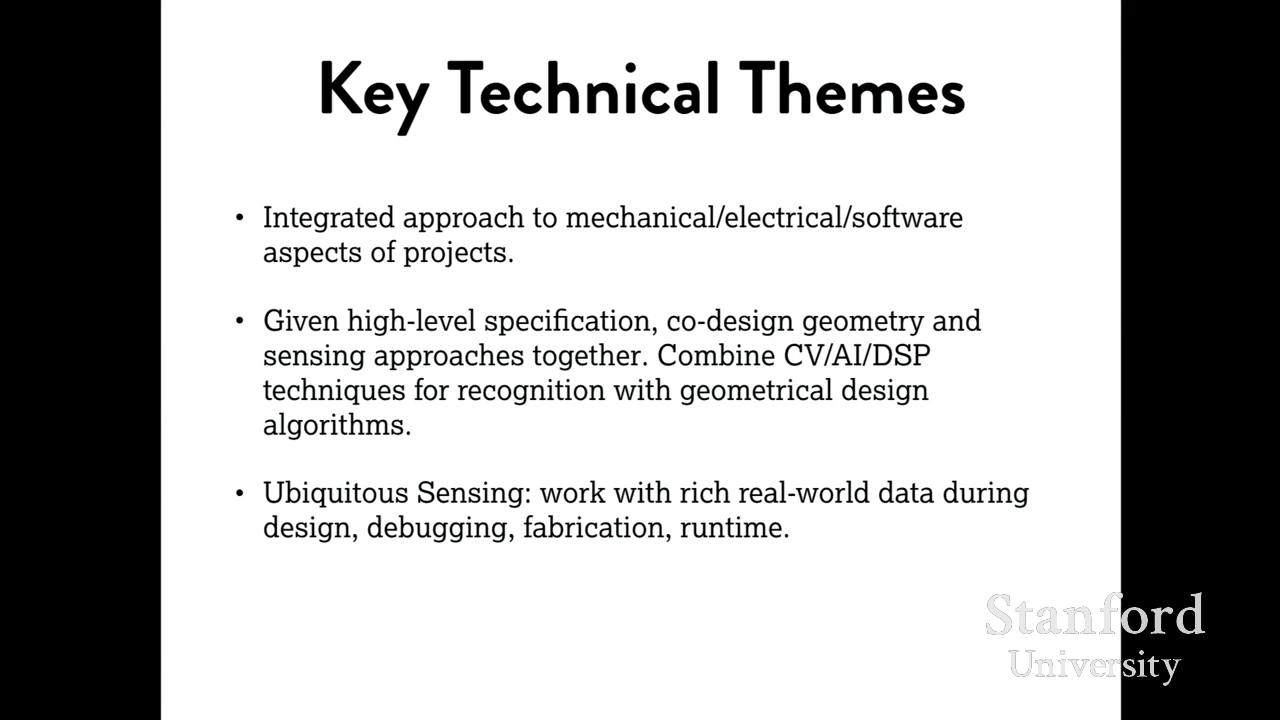 Key Technical Themes
• Integrated approach to mechanical/electrical/software
aspects of projects.
• Given high-level specification, co-design geometry and
sensing approaches together. Combine CV/AI/DSP
techniques for recognition with geometrical design
algorithms.
• Ubiquitous Sensing: work with rich real-world data during
design, debugging, fabrication, runtime.
Stanford
University